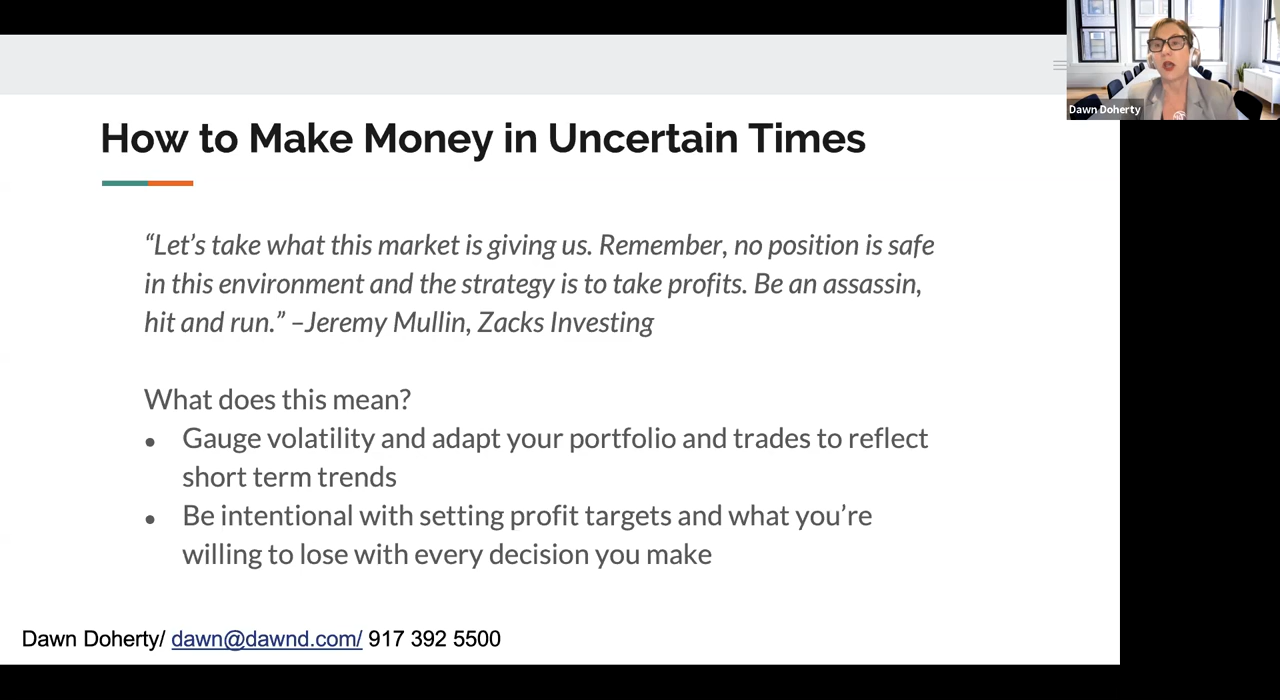 Dawn Doherty
How to Make Money in Uncertain Times
“Let’s take what this market is giving us. Remember, no position is safe
in this environment and the strategy is to take profits. Be an assassin,
hit and run.” –Jeremy Mullin, Zacks Investing
What does this mean?
● Gauge volatility and adapt your portfolio and trades to reflect
short term trends
● Be intentional with setting profit targets and what you’re
willing to lose with every decision you make
Dawn Doherty/ dawn@dawnd.com/ 917 392 5500